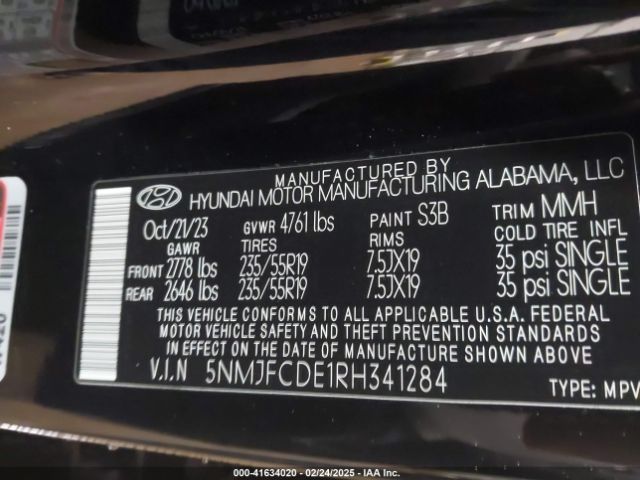 MANUFACTURED BY
HYUNDAI MOTOR MANUFACTURING ALABAMA, LLC
Oct/21/23 GVWR 4761 lbs PAINT S3B TRIM MMH
GAWR TIRES RIMS COLD TIRE INFL
FRONT 2778 lbs 235/55R19 7.5JX19 35 psi SINGLE
REAR 2646 lbs 235/55R19 7.5JX19 35 psi SINGLE
THIS VEHICLE CONFORMS TO ALL APPLICABLE U.S.A. FEDERAL
MOTOR VEHICLE SAFETY AND THEFT PREVENTION STANDARDS
IN EFFECT ON THE DATE OF MANUFACTURE SHOWN ABOVE
V.I.N 5NMJFCDE1RH341284
TYPE: MPV
000-41634020 - 02/24/2025 - IAA Inc.